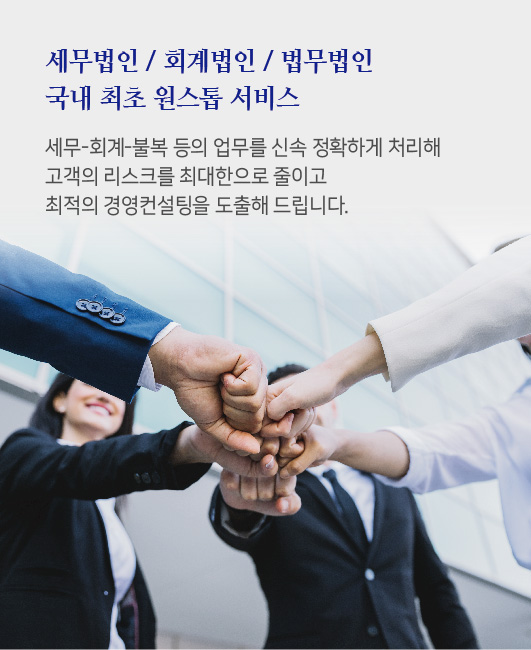 세무법인 / 회계법인 / 법무법인
국내 최초 원스톱 서비스
세무-회계-불복 등의 업무를 신속 정확하게 처리해
고객의 리스크를 최대한으로 줄이고
최적의 경영컨설팅을 도출해 드립니다.